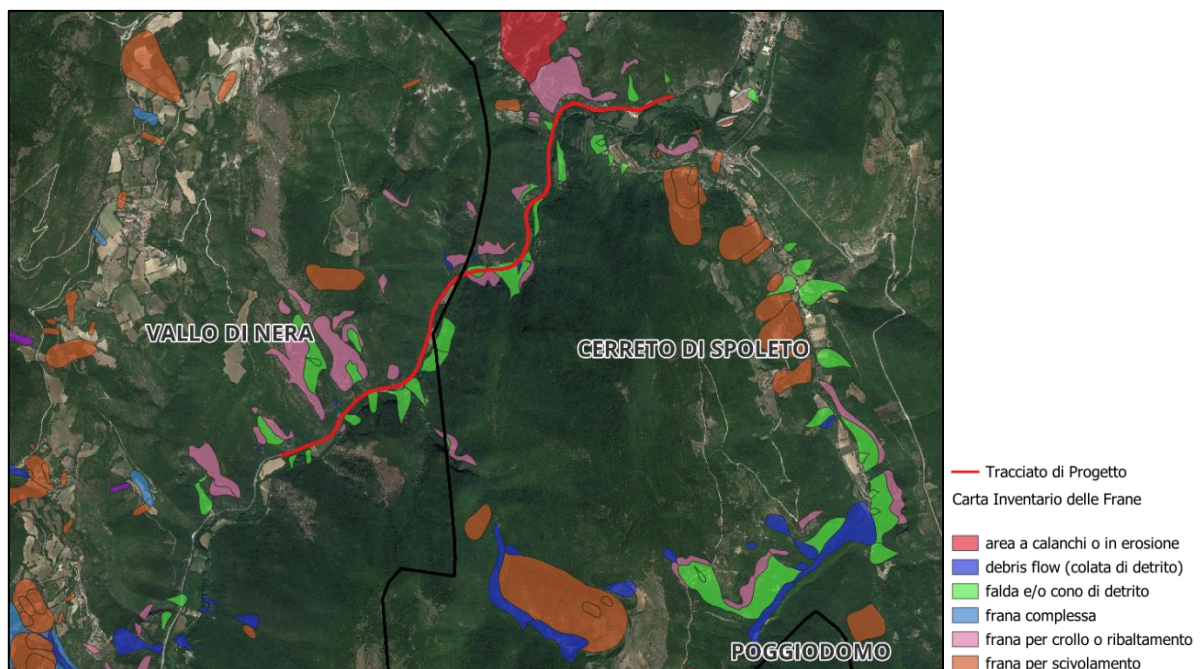 VALLO DI NERA
CERRETO DI SPOLETO
POGGIODOMO
Tracciato di Progetto
Carta Inventario delle Frane
area a calanchi o in erosione
debris flow (colata di detrito)
falda e/o cono di detrito
frana complessa
frana per crollo o ribaltamento
frana per scivolamento